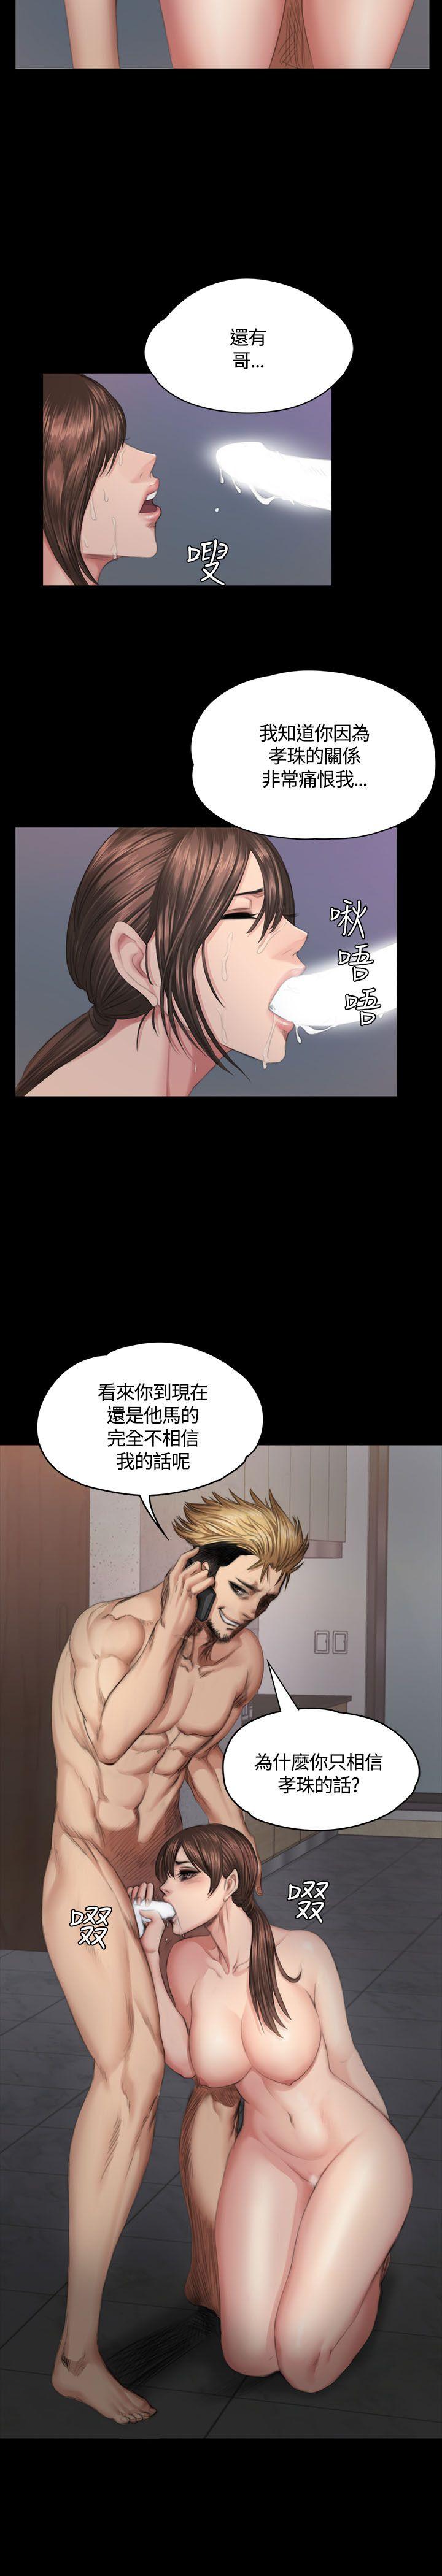 還有
哥...
嗖
我知道你因為
孝珠的關係
非常痛恨我...
啾
唔
唔
看來你到現在
還是他馬的
完全不相信
我的話呢
為什麼你只相信
孝珠的話?
啜
啜